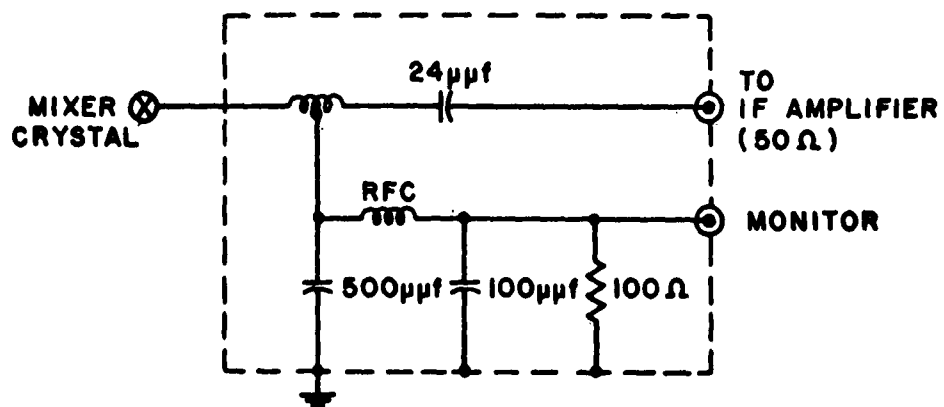 24μμf
MIXER
CRYSTAL
TO
IF AMPLIFIER
(50Ω)
RFC
MONITOR
500μμf
100μμf
100Ω